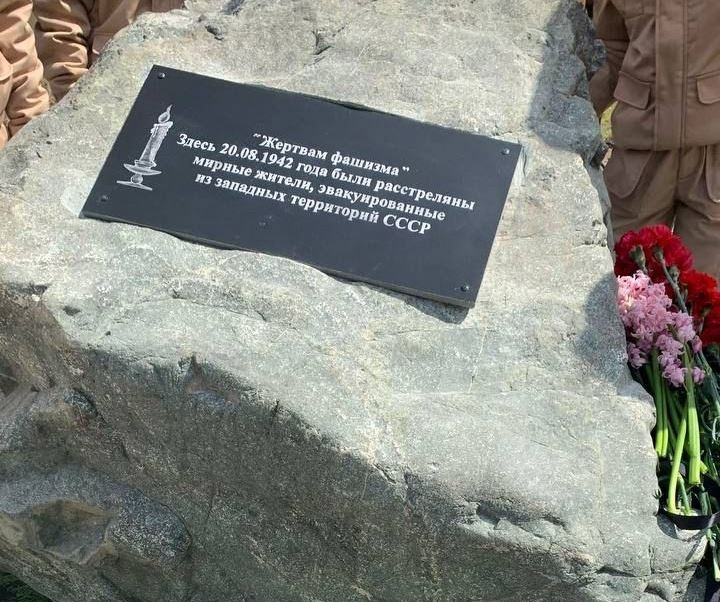 "Жертвам фашизма"
Здесь 20.08.1942 года были расстреляны
мирные жители, эвакуированные
из западных территорий СССР